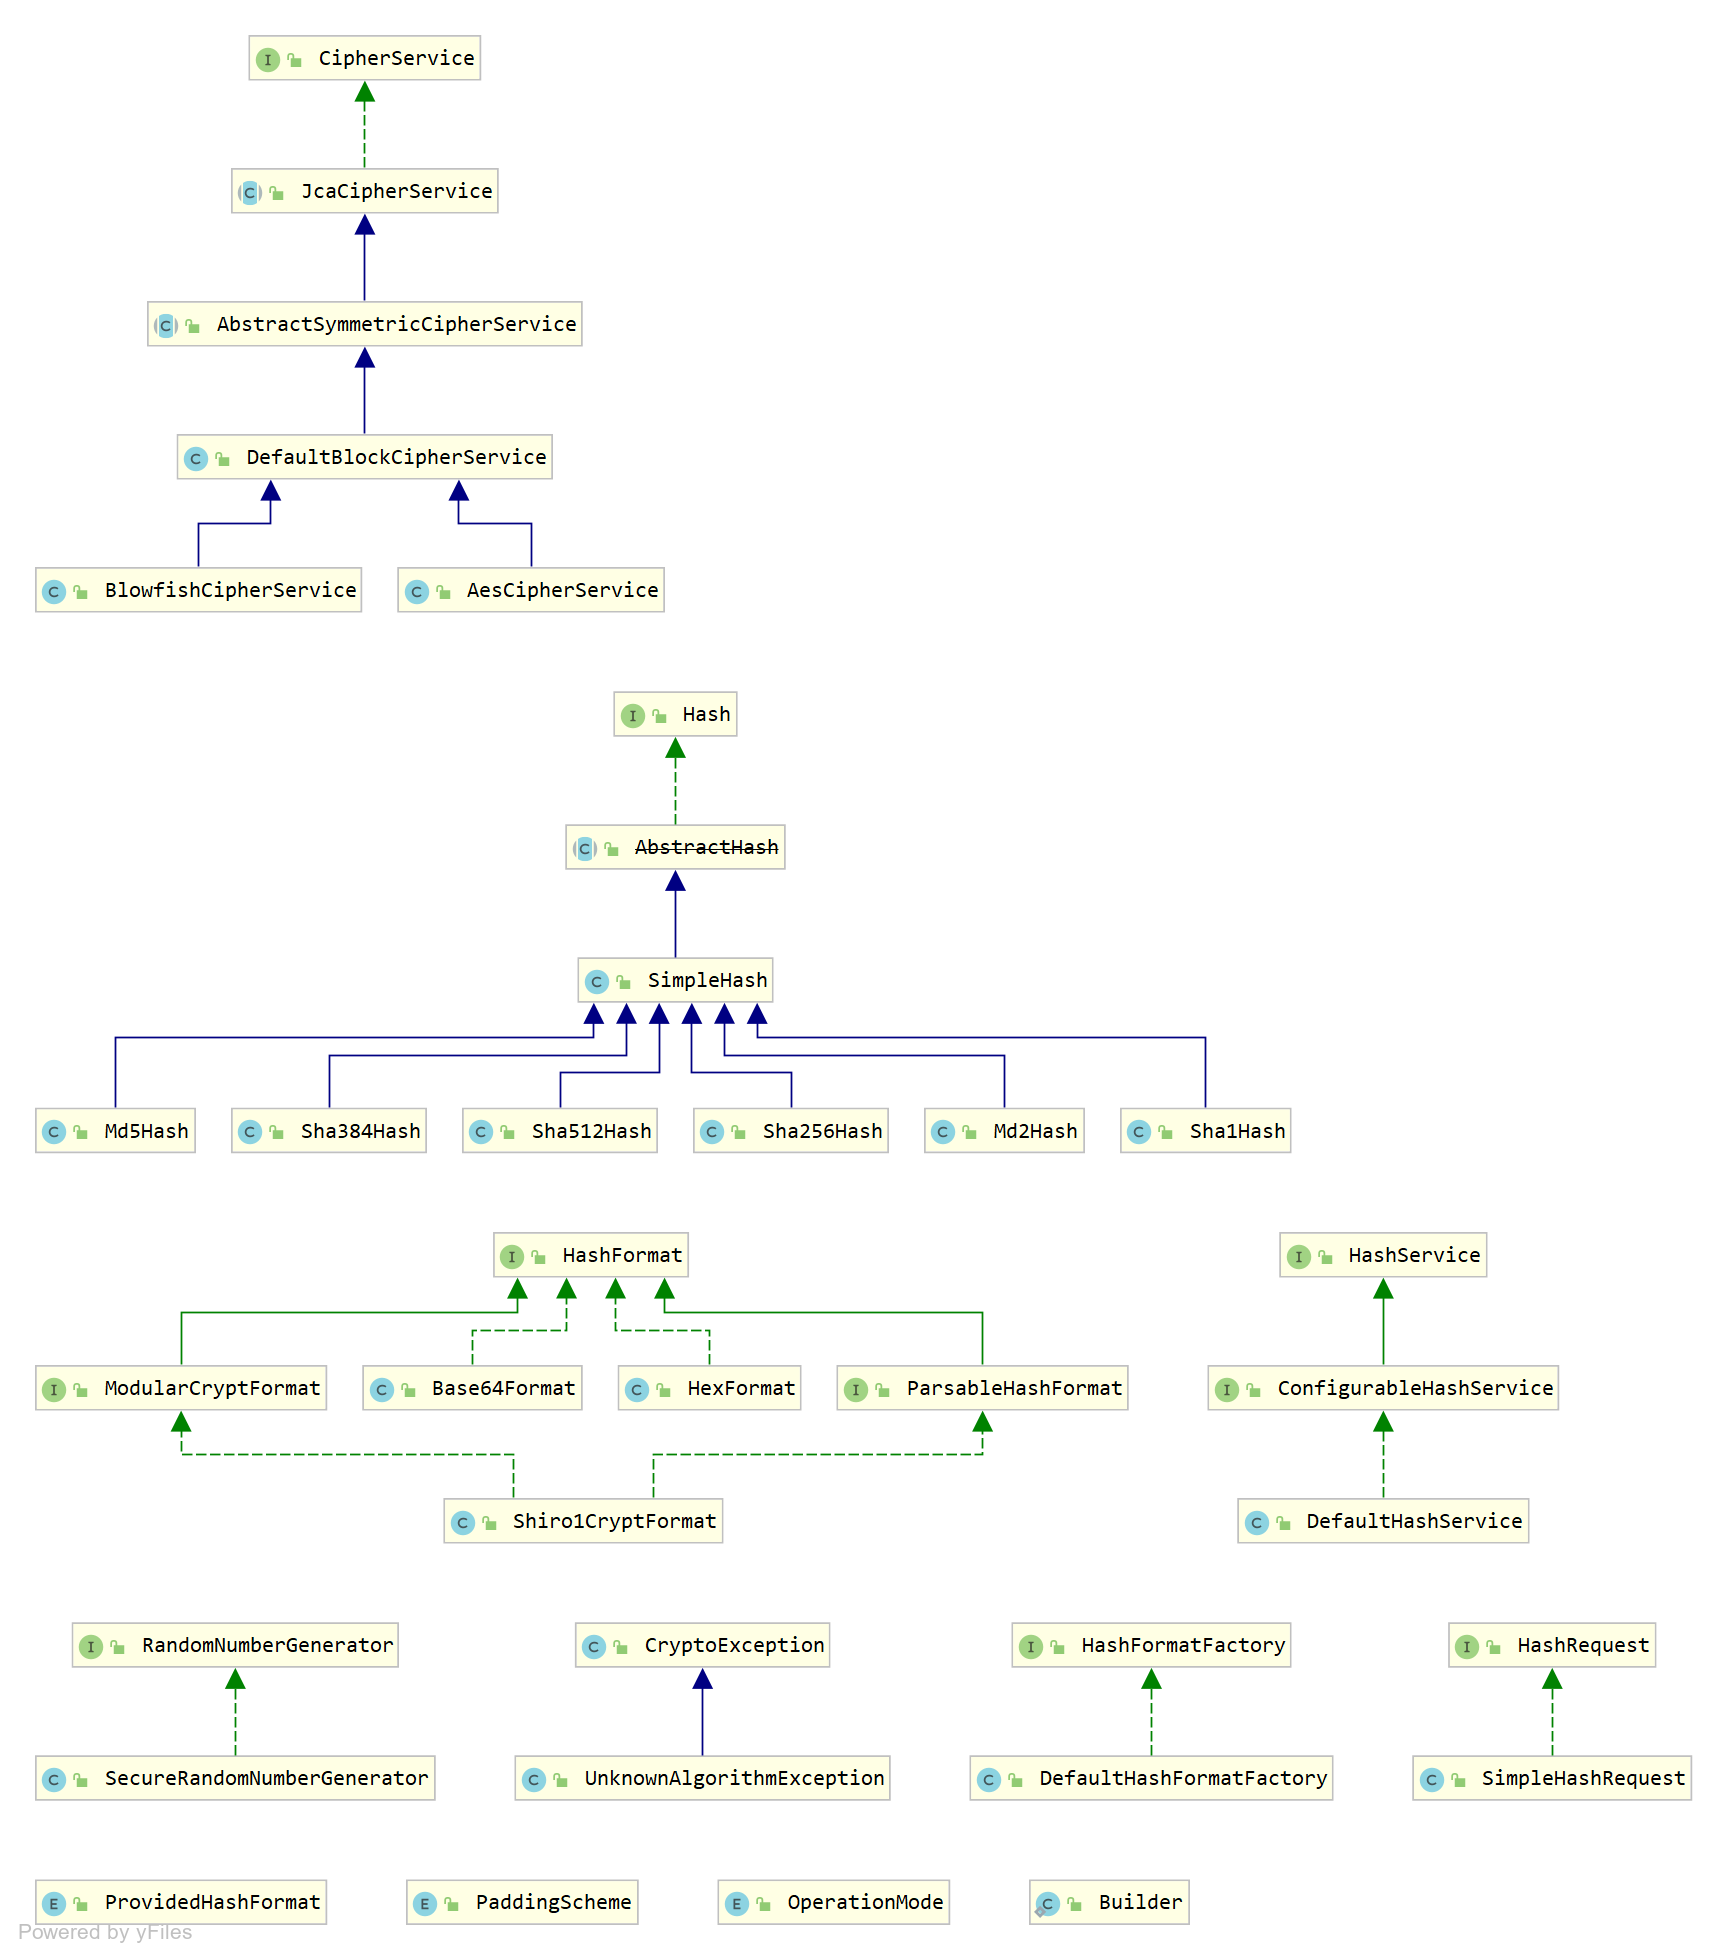 I CipherService
C JcaCipherService
C AbstractSymmetricCipherService
C DefaultBlockCipherService
C BlowfishCipherService
C AesCipherService
I Hash
C AbstractHash
C SimpleHash
C Md5Hash
C Sha384Hash
C Sha512Hash
C Sha256Hash
C Md2Hash
C Sha1Hash
I HashFormat
I HashService
I ModularCryptFormat
C Base64Format
C HexFormat
I ParsableHashFormat
I ConfigurableHashService
C Shiro1CryptFormat
C DefaultHashService
I RandomNumberGenerator
C CryptoException
I HashFormatFactory
I HashRequest
C SecureRandomNumberGenerator
C UnknownAlgorithmException
C DefaultHashFormatFactory
C SimpleHashRequest
E ProvidedHashFormat
E PaddingScheme
E OperationMode
C Builder
Powered by yFiles